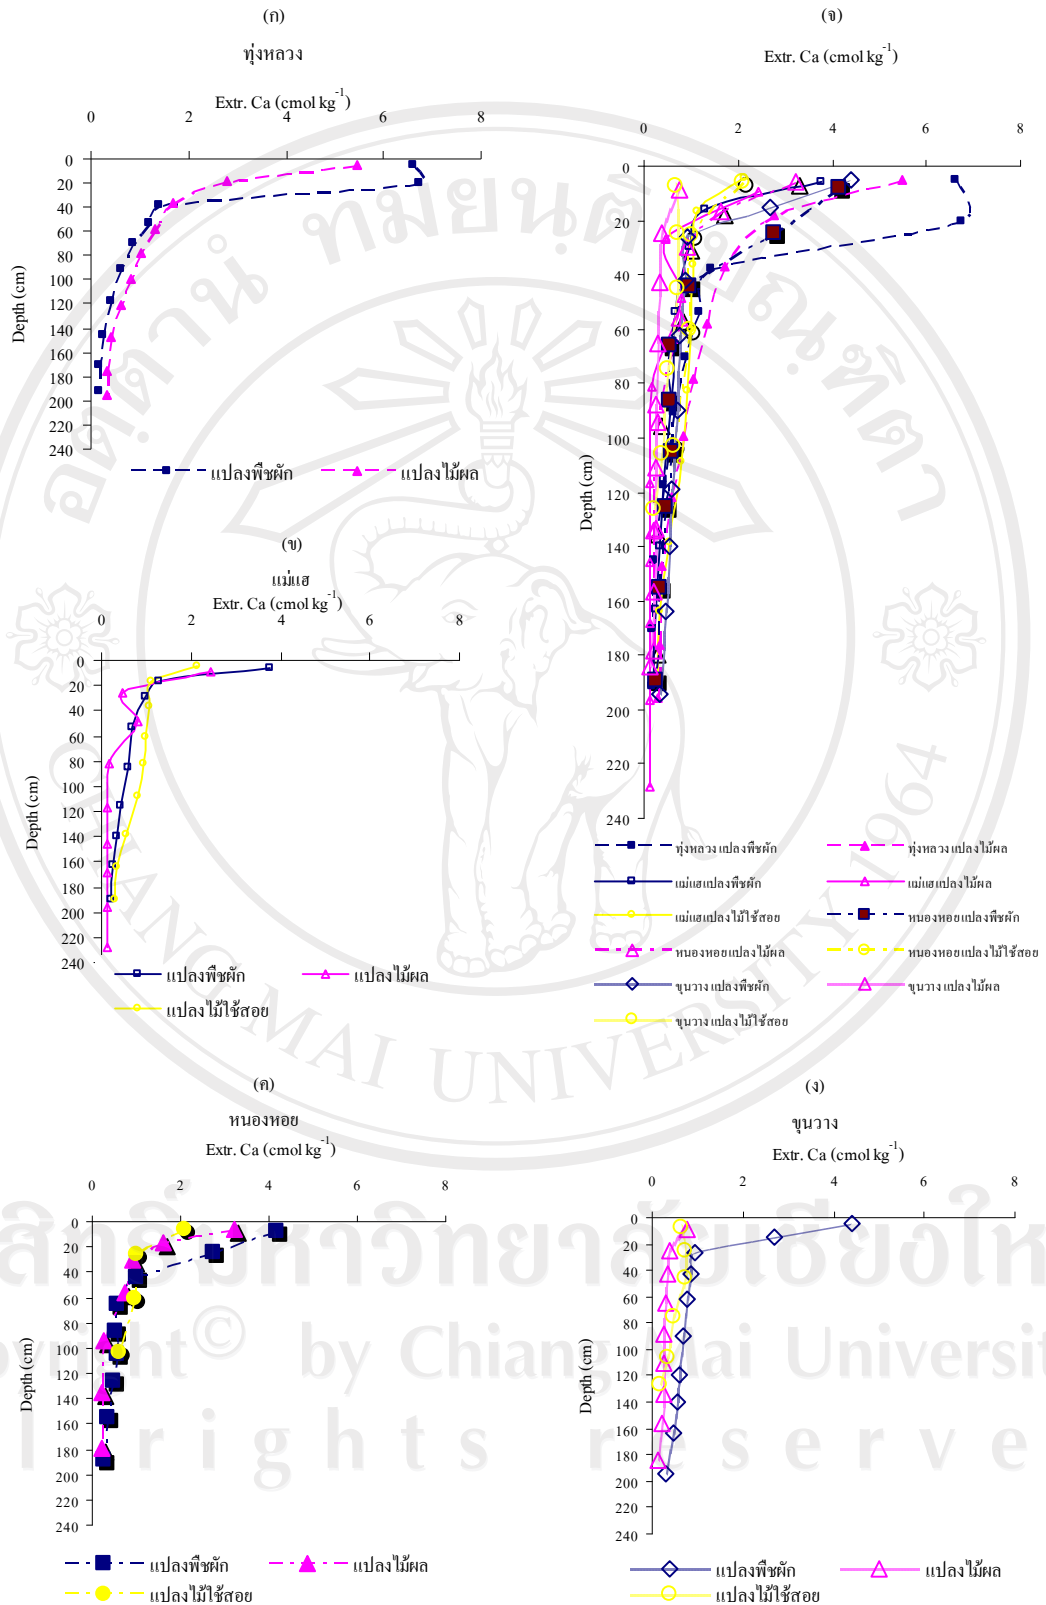 (ก)
ทุ่งหลวง
Extr. Ca (cmol kg-1)
0 2 4 6 8
0
20
40
60
80
100
120
140
160
180
200
240
Depth (cm)
แปลงพืชผัก แปลงไม้ผล
(ข)
แม่แฮ
Extr. Ca (cmol kg-1)
0 2 4 8
0
20
40
60
80
100
120
140
160
180
200
220
240
Depth (cm)
แปลงพืชผัก แปลงไม้ผล
แปลงไม้ใช้สอย
(จ)
Extr. Ca (cmol kg-1)
0 2 4 6 8
0
20
40
60
80
100
120
140
160
180
200
220
240
Depth (cm)
ทุ่งหลวงแปลงพืชผัก ทุ่งหลวงแปลงไม้ผล
แม่แฮแปลงพืชผัก แม่แฮแปลงไม้ผล
แม่แฮแปลงไม้ใช้สอย หนองหอยแปลงพืชผัก
หนองหอยแปลงไม้ผล หนองหอยแปลงไม้ใช้สอย
ขุนวางแปลงพืชผัก ขุนวางแปลงไม้ผล
ขุนวางแปลงไม้ใช้สอย
(ค)
หนองหอย
Extr. Ca (cmol kg-1)
0 2 4 6 8
0
20
40
60
80
100
120
140
160
180
200
220
240
Depth (cm)
แปลงพืชผัก แปลงไม้ผล
แปลงไม้ใช้สอย
(ง)
ขุนวาง
Extr. Ca (cmol kg-1)
0 2 4 6 8
0
20
40
60
80
100
120
140
160
180
200
220
240
Depth (cm)
แปลงพืชผัก แปลงไม้ผล
แปลงไม้ใช้สอย
CHIANG MAI UNIVERSITY 1964
© by Chiang Mai
rights